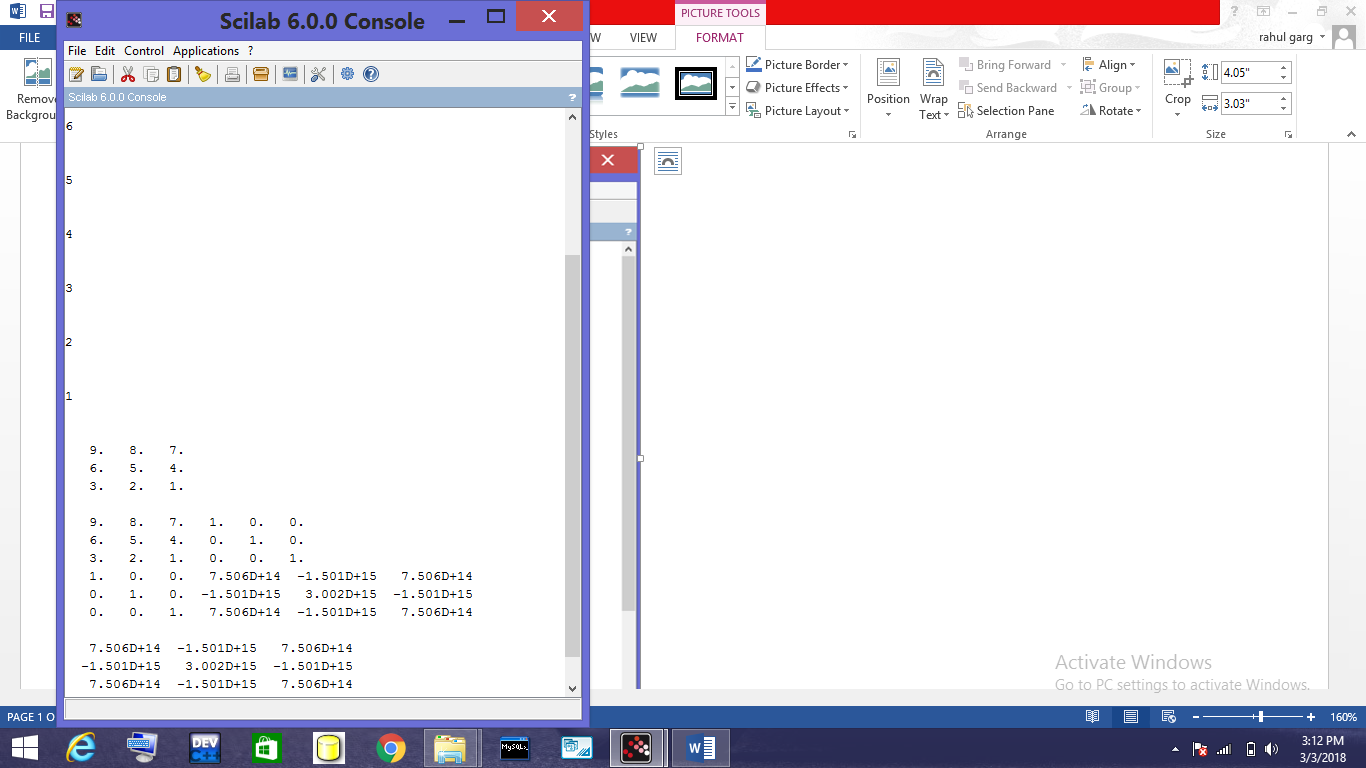 Scilab 6.0.0 Console
File Edit Control Applications ?
Scilab 6.0.0 Console ?
6
5
4
3
2
1
9. 8. 7.
6. 5. 4.
3. 2. 1.
9. 8. 7. 1. 0. 0.
6. 5. 4. 0. 1. 0.
3. 2. 1. 0. 0. 1.
1. 0. 0. 7.506D+14 -1.501D+15 7.506D+14
0. 1. 0. -1.501D+15 3.002D+15 -1.501D+15
0. 0. 1. 7.506D+14 -1.501D+15 7.506D+14
7.506D+14 -1.501D+15 7.506D+14
-1.501D+15 3.002D+15 -1.501D+15
7.506D+14 -1.501D+15 7.506D+14
PICTURE TOOLS
?
FILE
W VIEW FORMAT
rahul garg
Remove
Backgrou
Picture Border
Picture Effects
Picture Layout
Styles
Position
Wrap
Text
Bring Forward
Send Backward
Selection Pane
Align
Group
Rotate
Arrange
Crop
4.05"
3.03"
Size
?
Activate Windows
Go to PC settings to activate Windows.
PAGE 1 O
160%
DEV
C++
MySQL
3:12 PM
3/3/2018